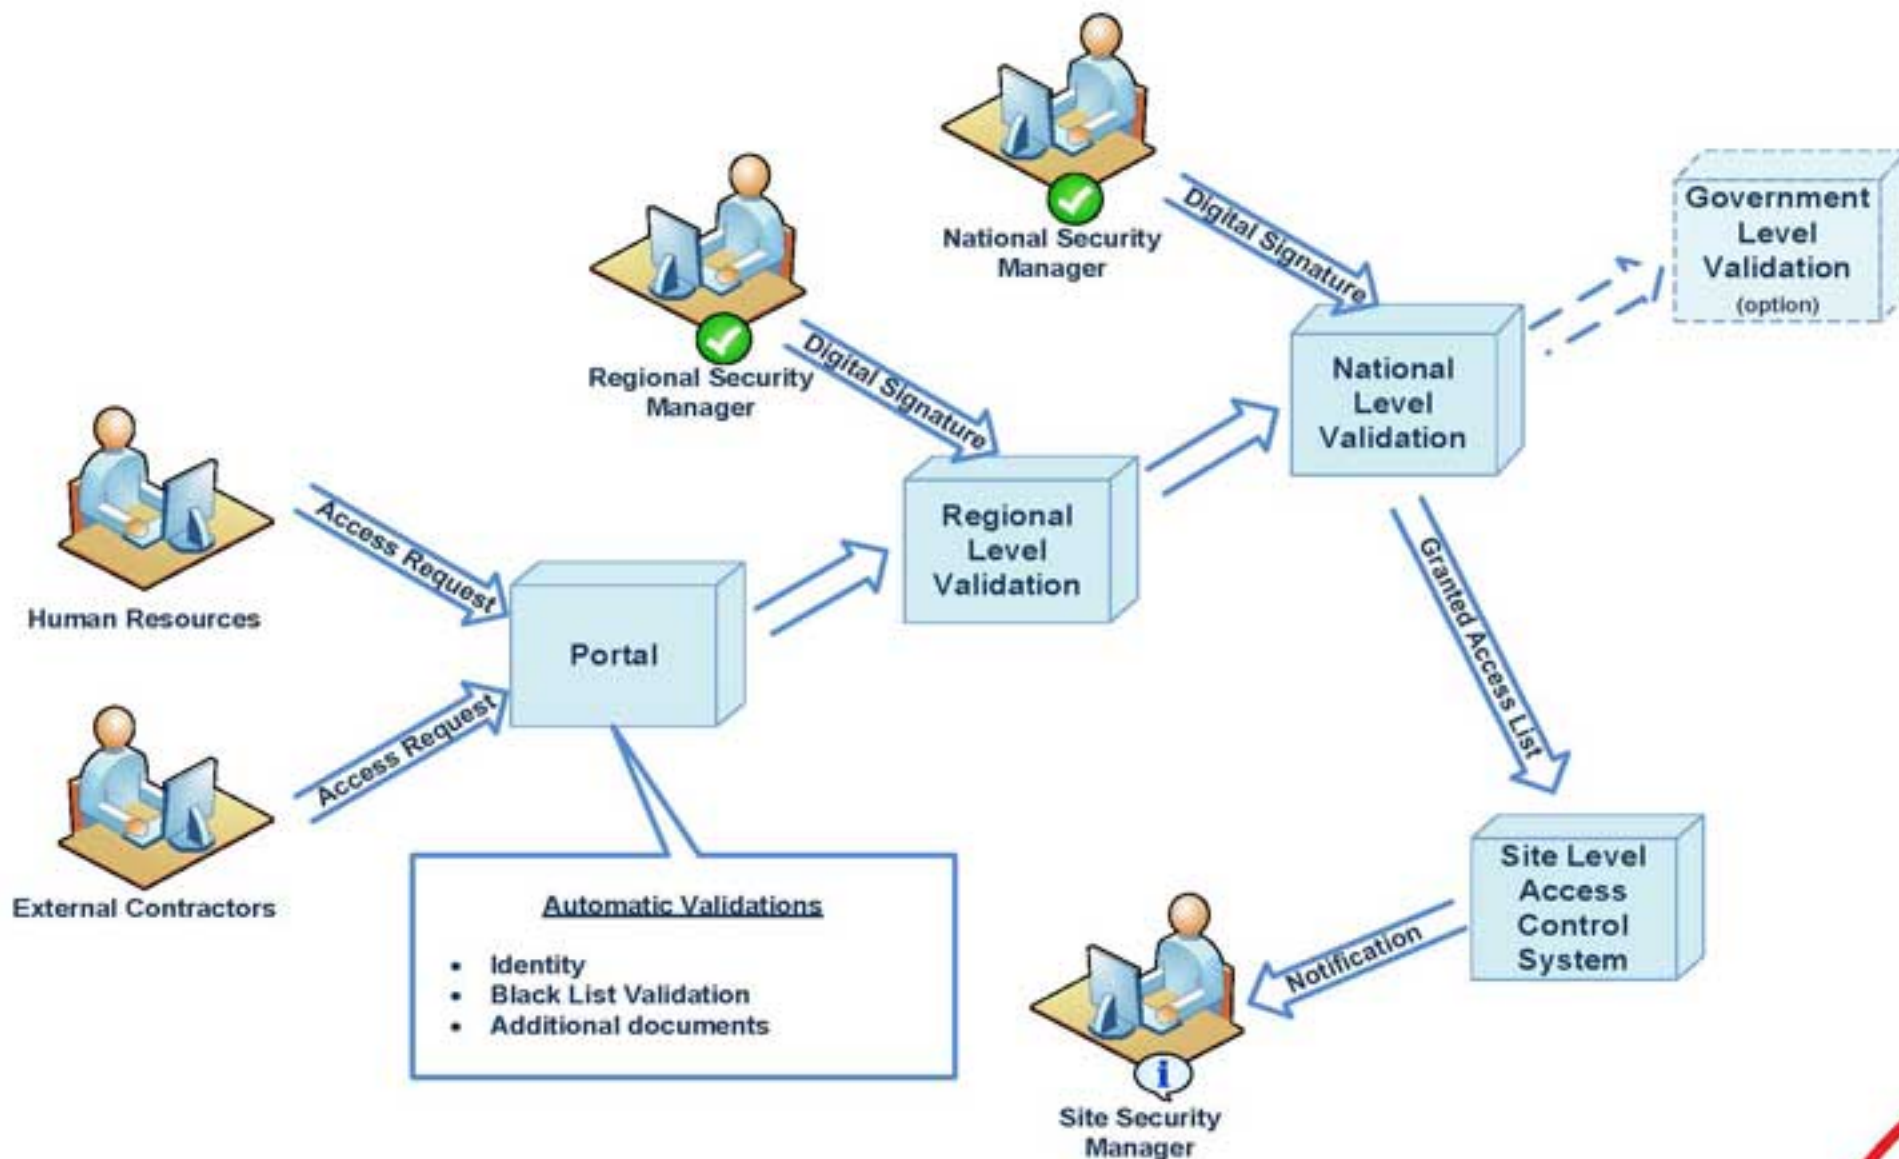 National Security
Manager
Digital Signature
Government
Level
Validation
(option)
Regional Security
Manager
Digital Signature
National
Level
Validation
Human Resources
Access Request
Regional
Level
Validation
Portal
Granted Access List
External Contractors
Access Request
Automatic Validations
• Identity
• Black List Validation
• Additional documents
Site Level
Access
Control
System
Notification
i
Site Security
Manager